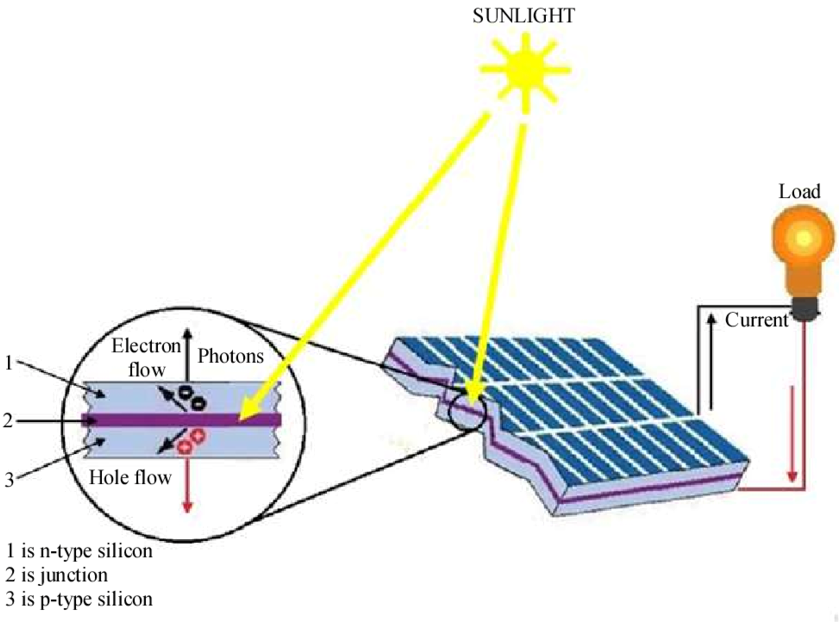 SUNLIGHT
Load
Current
Electron
flow
Photons
1
2
3
Hole flow
1 is n-type silicon
2 is junction
3 is p-type silicon